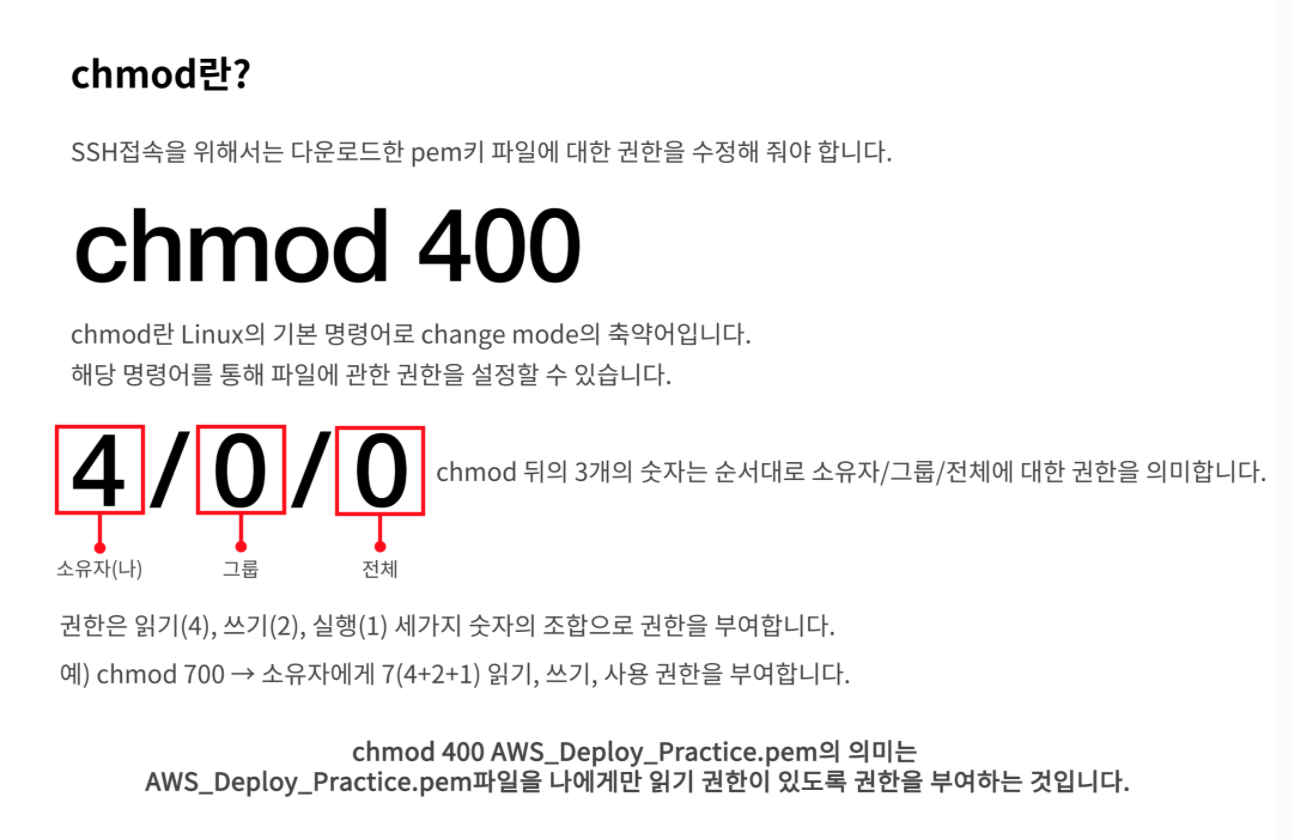 chmod란?
SSH접속을 위해서는 다운로드한 pem키 파일에 대한 권한을 수정해 줘야 합니다.
chmod 400
chmod란 Linux의 기본 명령어로 change mode의 축약어입니다.
해당 명령어를 통해 파일에 관한 권한을 설정할 수 있습니다.
4/0/0 chmod 뒤의 3개의 숫자는 순서대로 소유자/그룹/전체에 대한 권한을 의미합니다.
소유자(나) 그룹 전체
권한은 읽기(4), 쓰기(2), 실행(1) 세가지 숫자의 조합으로 권한을 부여합니다.
예) chmod 700 → 소유자에게 7(4+2+1) 읽기, 쓰기, 사용 권한을 부여합니다.
chmod 400 AWS_Deploy_Practice.pem의 의미는
AWS_Deploy_Practice.pem파일을 나에게만 읽기 권한이 있도록 권한을 부여하는 것입니다.